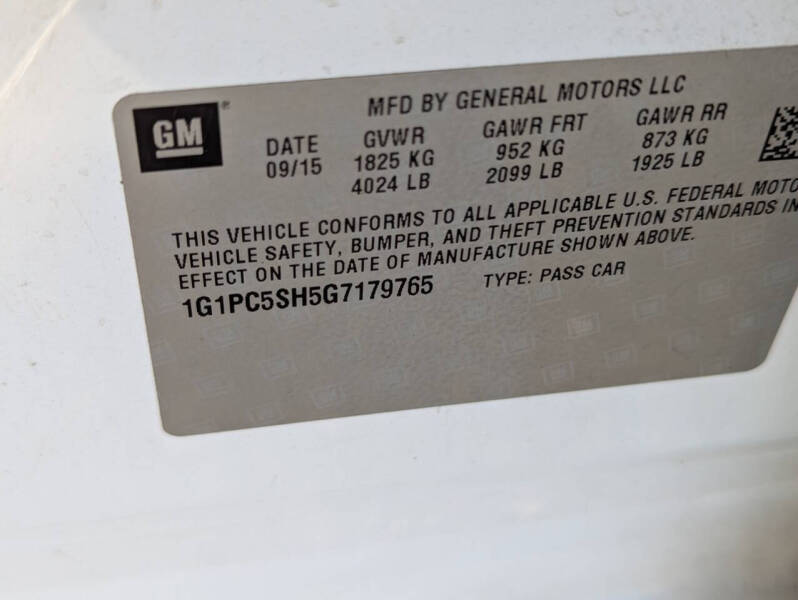 GM
MFD BY GENERAL MOTORS LLC
DATE GVWR GAWR FRT GAWR RR
09/15 1825 KG 952 KG 873 KG
4024 LB 2099 LB 1925 LB
THIS VEHICLE CONFORMS TO ALL APPLICABLE U.S. FEDERAL MOTO
VEHICLE SAFETY, BUMPER, AND THEFT PREVENTION STANDARDS IN
EFFECT ON THE DATE OF MANUFACTURE SHOWN ABOVE.
1G1PC5SH5G7179765 TYPE: PASS CAR